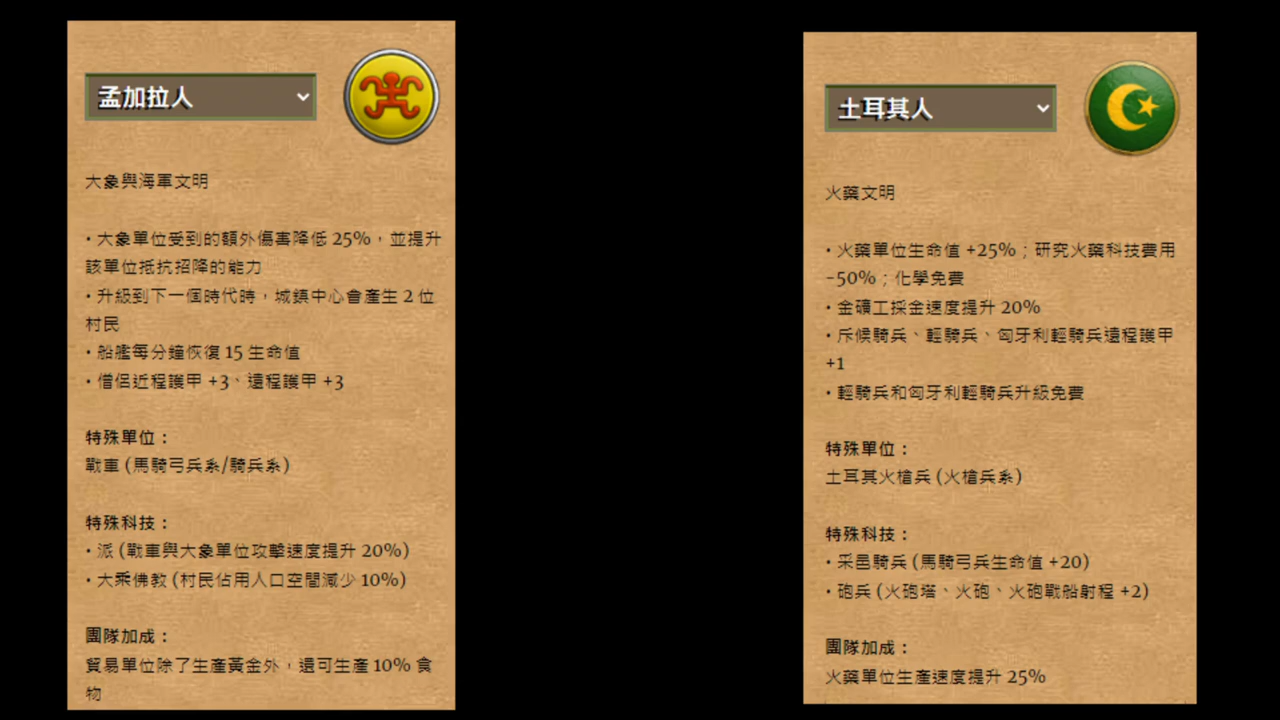 孟加拉人
大象與海軍文明
• 大象單位受到的額外傷害降低 25%，並提升
該單位抵抗招降的能力
• 升級到下一個時代時，城鎮中心會產生 2 位
村民
• 船艦每分鐘恢復 15 生命值
• 僧侶近程護甲 +3、遠程護甲 +3
特殊單位：
戰車 (馬騎弓兵系/騎兵系)
特殊科技：
• 派 (戰車與大象單位攻擊速度提升 20%)
• 大乘佛教 (村民佔用人口空間減少 10%)
團隊加成：
貿易單位除了生產黃金外，還可生產 10% 食
物
土耳其人
火藥文明
• 火藥單位生命值 +25%；研究火藥科技費用
-50%；化學免費
• 金礦工採金速度提升 20%
• 斥候騎兵、輕騎兵、匈牙利輕騎兵遠程護甲
+1
• 輕騎兵和匈牙利輕騎兵升級免費
特殊單位：
土耳其火槍兵 (火槍兵系)
特殊科技：
• 采邑騎兵 (馬騎弓兵生命值 +20)
• 砲兵 (火砲塔、火砲、火砲戰船射程 +2)
團隊加成：
火藥單位生產速度提升 25%